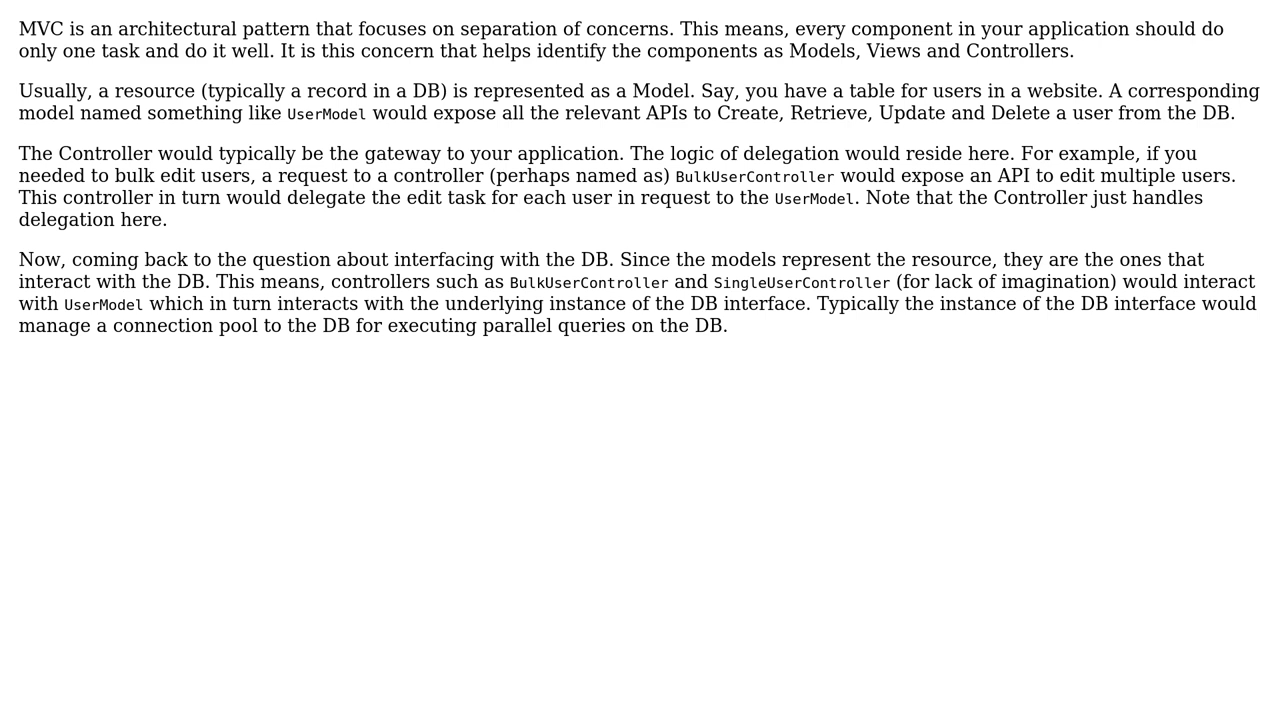 MVC is an architectural pattern that focuses on separation of concerns. This means, every component in your application should do
only one task and do it well. It is this concern that helps identify the components as Models, Views and Controllers.
Usually, a resource (typically a record in a DB) is represented as a Model. Say, you have a table for users in a website. A corresponding
model named something like UserModel would expose all the relevant APIs to Create, Retrieve, Update and Delete a user from the DB.
The Controller would typically be the gateway to your application. The logic of delegation would reside here. For example, if you
needed to bulk edit users, a request to a controller (perhaps named as) BulkUserController would expose an API to edit multiple users.
This controller in turn would delegate the edit task for each user in request to the UserModel. Note that the Controller just handles
delegation here.
Now, coming back to the question about interfacing with the DB. Since the models represent the resource, they are the ones that
interact with the DB. This means, controllers such as BulkUserController and SingleUserController (for lack of imagination) would interact
with UserModel which in turn interacts with the underlying instance of the DB interface. Typically the instance of the DB interface would
manage a connection pool to the DB for executing parallel queries on the DB.